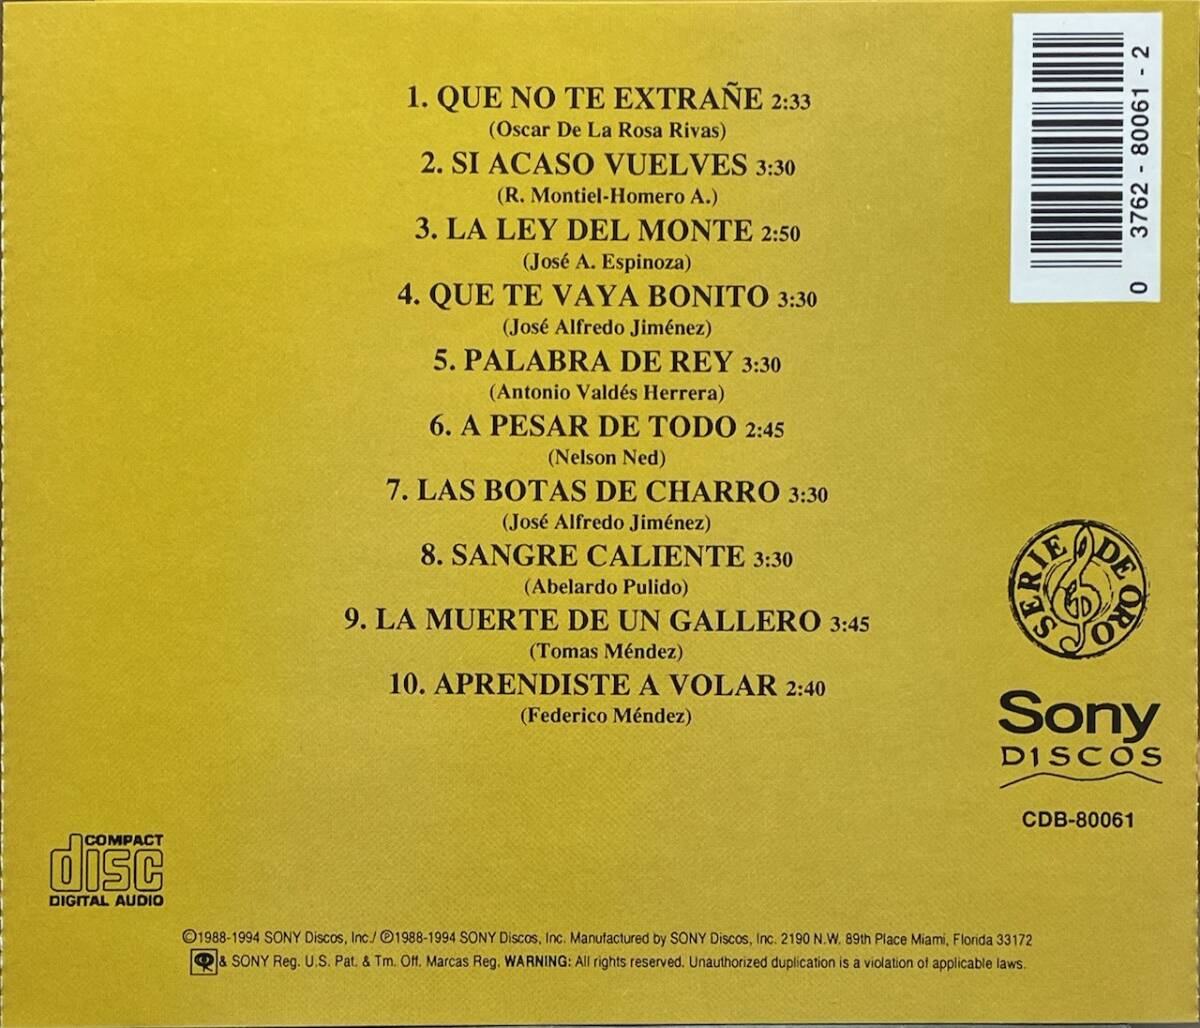 1. QUE NO TE EXTRAÑE 2:33
(Oscar De La Rosa Rivas)
2. SI ACASO VUELVES 3:30
(R. Montiel-Homero A.)
3. LA LEY DEL MONTE 2:50
(José A. Espinoza)
4. QUE TE VAYA BONITO 3:30
(José Alfredo Jiménez)
5. PALABRA DE REY 3:30
(Antonio Valdés Herrera)
6. A PESAR DE TODO 2:45
(Nelson Ned)
7. LAS BOTAS DE CHARRO 3:30
(José Alfredo Jiménez)
8. SANGRE CALIENTE 3:30
(Abelardo Pulido)
9. LA MUERTE DE UN GALLERO 3:45
(Tomas Méndez)
10. APRENDISTE A VOLAR 2:40
(Federico Méndez)
0 3762 - 80061 - 2
SERIE DE ORO
Sony
DISCOS
CDB-80061
COMPACT
disc
DIGITAL AUDIO
©1988-1994 SONY Discos, Inc./ ℗1988-1994 SONY Discos, Inc. Manufactured by SONY Discos, Inc. 2190 N.W. 89th Place Miami, Florida 33172
& SONY Reg. U.S. Pat. & Tm. Off. Marcas Reg. WARNING: All rights reserved. Unauthorized duplication is a violation of applicable laws.